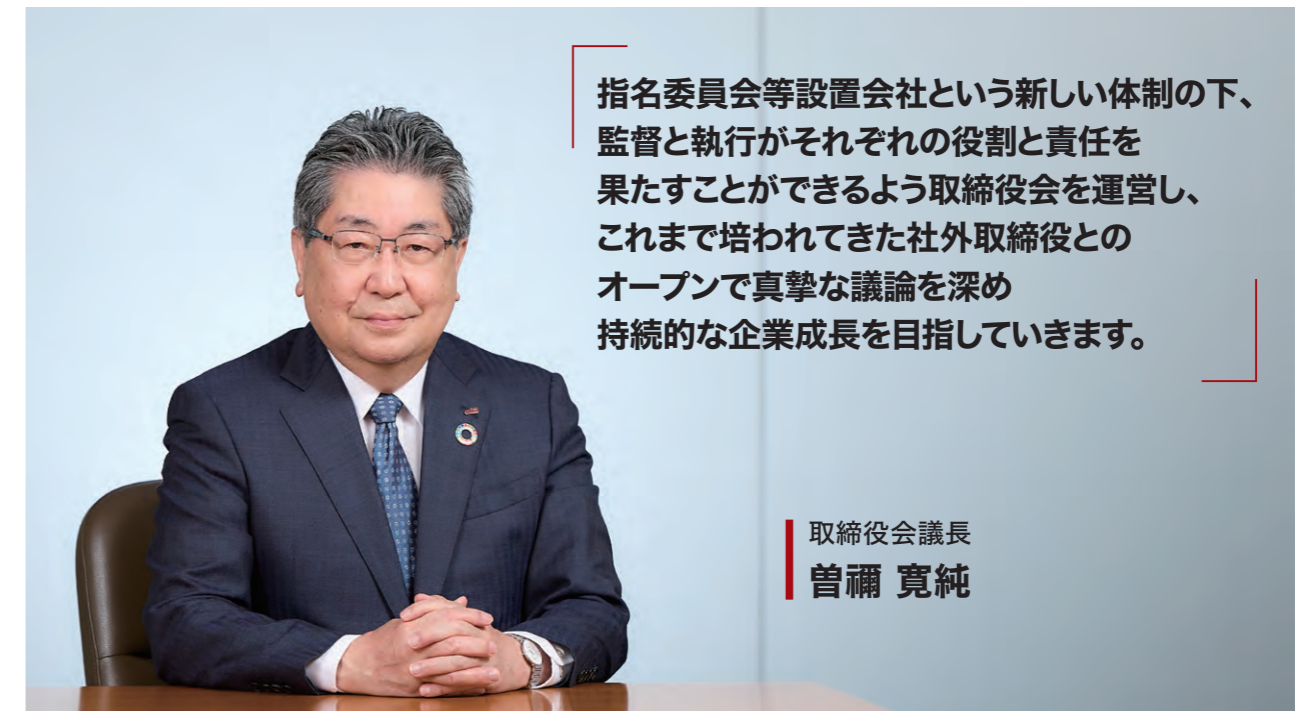 指名委員会等設置会社という新しい体制の下、
監督と執行がそれぞれの役割と責任を
果たすことができるよう取締役会を運営し、
これまで培われてきた社外取締役との
オープンで真摯な議論を深め
持続的な企業成長を目指していきます。
取締役会議長
曽禰 寛純